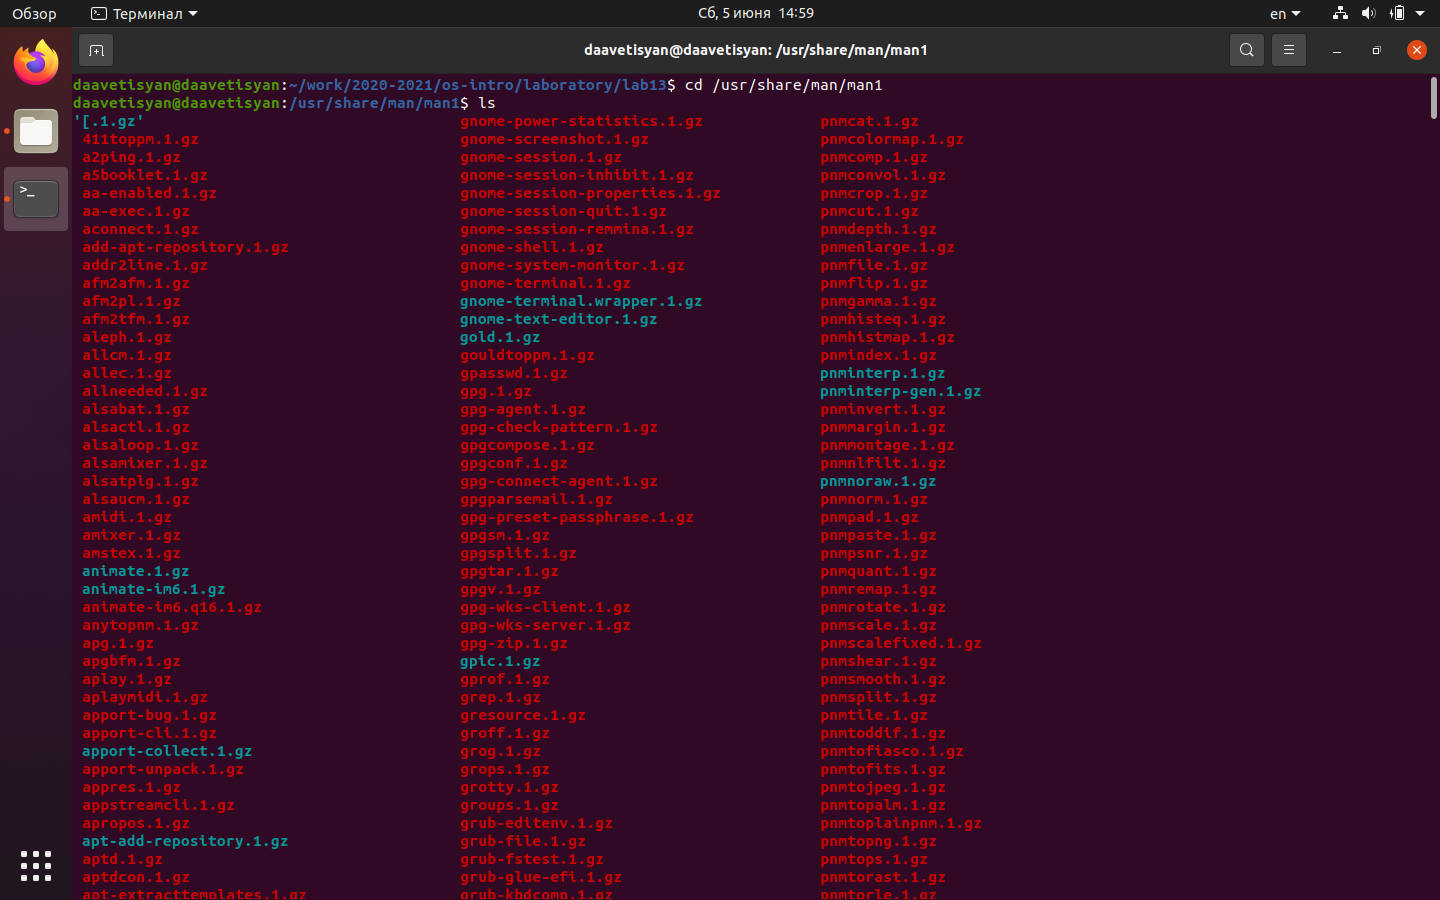 Обзор Терминал Сб, 5 июня 14:59 en
daavetisyan@daavetisyan: /usr/share/man/man1
daavetisyan@daavetisyan:~/work/2020-2021/os-intro/laboratory/lab13$ cd /usr/share/man/man1
daavetisyan@daavetisyan:/usr/share/man/man1$ ls
'[.1.gz' gnome-power-statistics.1.gz pnmcat.1.gz
411toppm.1.gz gnome-screenshot.1.gz pnmcolormap.1.gz
a2ping.1.gz gnome-session.1.gz pnmcomp.1.gz
a5booklet.1.gz gnome-session-inhibit.1.gz pnmconvol.1.gz
aa-enabled.1.gz gnome-session-properties.1.gz pnmcrop.1.gz
aa-exec.1.gz gnome-session-quit.1.gz pnmcut.1.gz
aconnect.1.gz gnome-session-remmina.1.gz pnmdepth.1.gz
add-apt-repository.1.gz gnome-shell.1.gz pnmenlarge.1.gz
addr2line.1.gz gnome-system-monitor.1.gz pnmfile.1.gz
afm2afm.1.gz gnome-terminal.1.gz pnmflip.1.gz
afm2pl.1.gz gnome-terminal.wrapper.1.gz pnmgamma.1.gz
afm2tfm.1.gz gnome-text-editor.1.gz pnmhisteq.1.gz
aleph.1.gz gold.1.gz pnmhistmap.1.gz
allcm.1.gz gouldtoppm.1.gz pnmindex.1.gz
allec.1.gz gpasswd.1.gz pnminterp.1.gz
allneeded.1.gz gpg.1.gz pnminterp-gen.1.gz
alsabat.1.gz gpg-agent.1.gz pnminvert.1.gz
alsactl.1.gz gpg-check-pattern.1.gz pnmmargin.1.gz
alsaloop.1.gz gpgcompose.1.gz pnmmontage.1.gz
alsamixer.1.gz gpgconf.1.gz pnmnlfilt.1.gz
alsatplg.1.gz gpg-connect-agent.1.gz pnmnoraw.1.gz
alsaucm.1.gz gpgparsemail.1.gz pnmnorm.1.gz
amidi.1.gz gpg-preset-passphrase.1.gz pnmpad.1.gz
amixer.1.gz gpgsm.1.gz pnmpaste.1.gz
amstex.1.gz gpgsplit.1.gz pnmpsnr.1.gz
animate.1.gz gpgtar.1.gz pnmquant.1.gz
animate-im6.1.gz gpgv.1.gz pnmremap.1.gz
animate-im6.q16.1.gz gpg-wks-client.1.gz pnmrotate.1.gz
anytopnm.1.gz gpg-wks-server.1.gz pnmscale.1.gz
apg.1.gz gpg-zip.1.gz pnmscalefixed.1.gz
apgbfm.1.gz gpic.1.gz pnmshear.1.gz
aplay.1.gz gprof.1.gz pnmsmooth.1.gz
aplaymidi.1.gz grep.1.gz pnmsplit.1.gz
apport-bug.1.gz gresource.1.gz pnmtile.1.gz
apport-cli.1.gz groff.1.gz pnmtoddif.1.gz
apport-collect.1.gz grog.1.gz pnmtofiasco.1.gz
apport-unpack.1.gz grops.1.gz pnmtofits.1.gz
appres.1.gz grotty.1.gz pnmtojpeg.1.gz
appstreamcli.1.gz groups.1.gz pnmtopalm.1.gz
apropos.1.gz grub-editenv.1.gz pnmtoplainpnm.1.gz
apt-add-repository.1.gz grub-file.1.gz pnmtopng.1.gz
aptd.1.gz grub-fstest.1.gz pnmtops.1.gz
aptdcon.1.gz grub-glue-efi.1.gz pnmtorast.1.gz
apt-extracttemplates.1.gz grub-kbdcomp.1.gz pnmtorle.1.gz